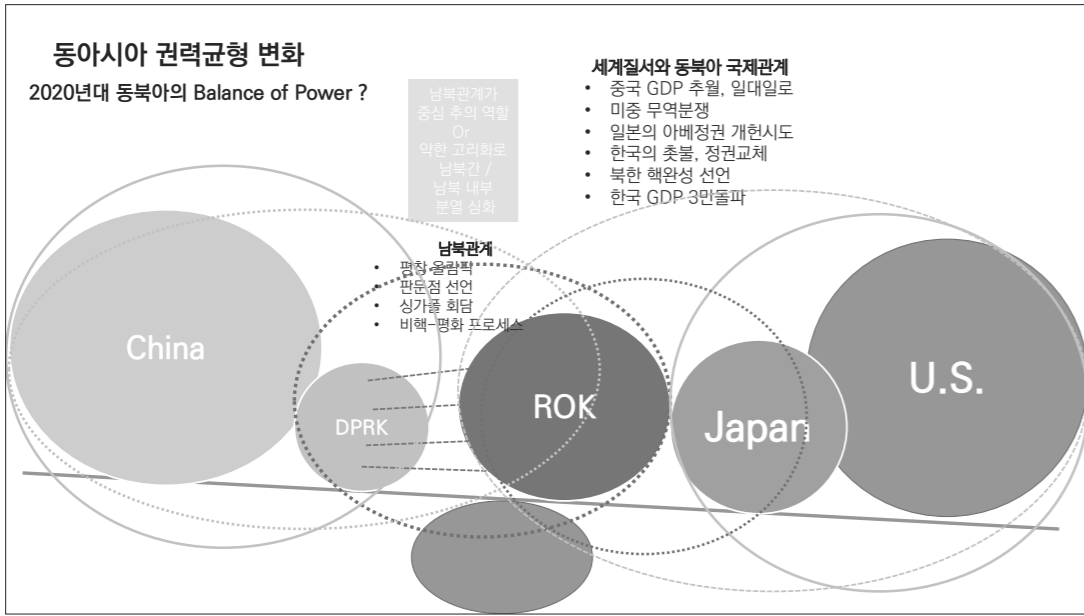 동아시아 권력균형 변화
2020년대 동북아의 Balance of Power ?
남북관계가
중심 추의 역할
Or
약한 고리화로
남북간 /
남북 내부
분열 심화
세계질서와 동북아 국제관계
• 중국 GDP 추월, 일대일로
• 미중 무역분쟁
• 일본의 아베정권 개헌시도
• 한국의 촛불, 정권교체
• 북한 핵완성 선언
• 한국 GDP 3만돌파
남북관계
• 평창 올림픽
• 판문점 선언
• 싱가폴 회담
• 비핵-평화 프로세스
China
DPRK
ROK
Japan
U.S.